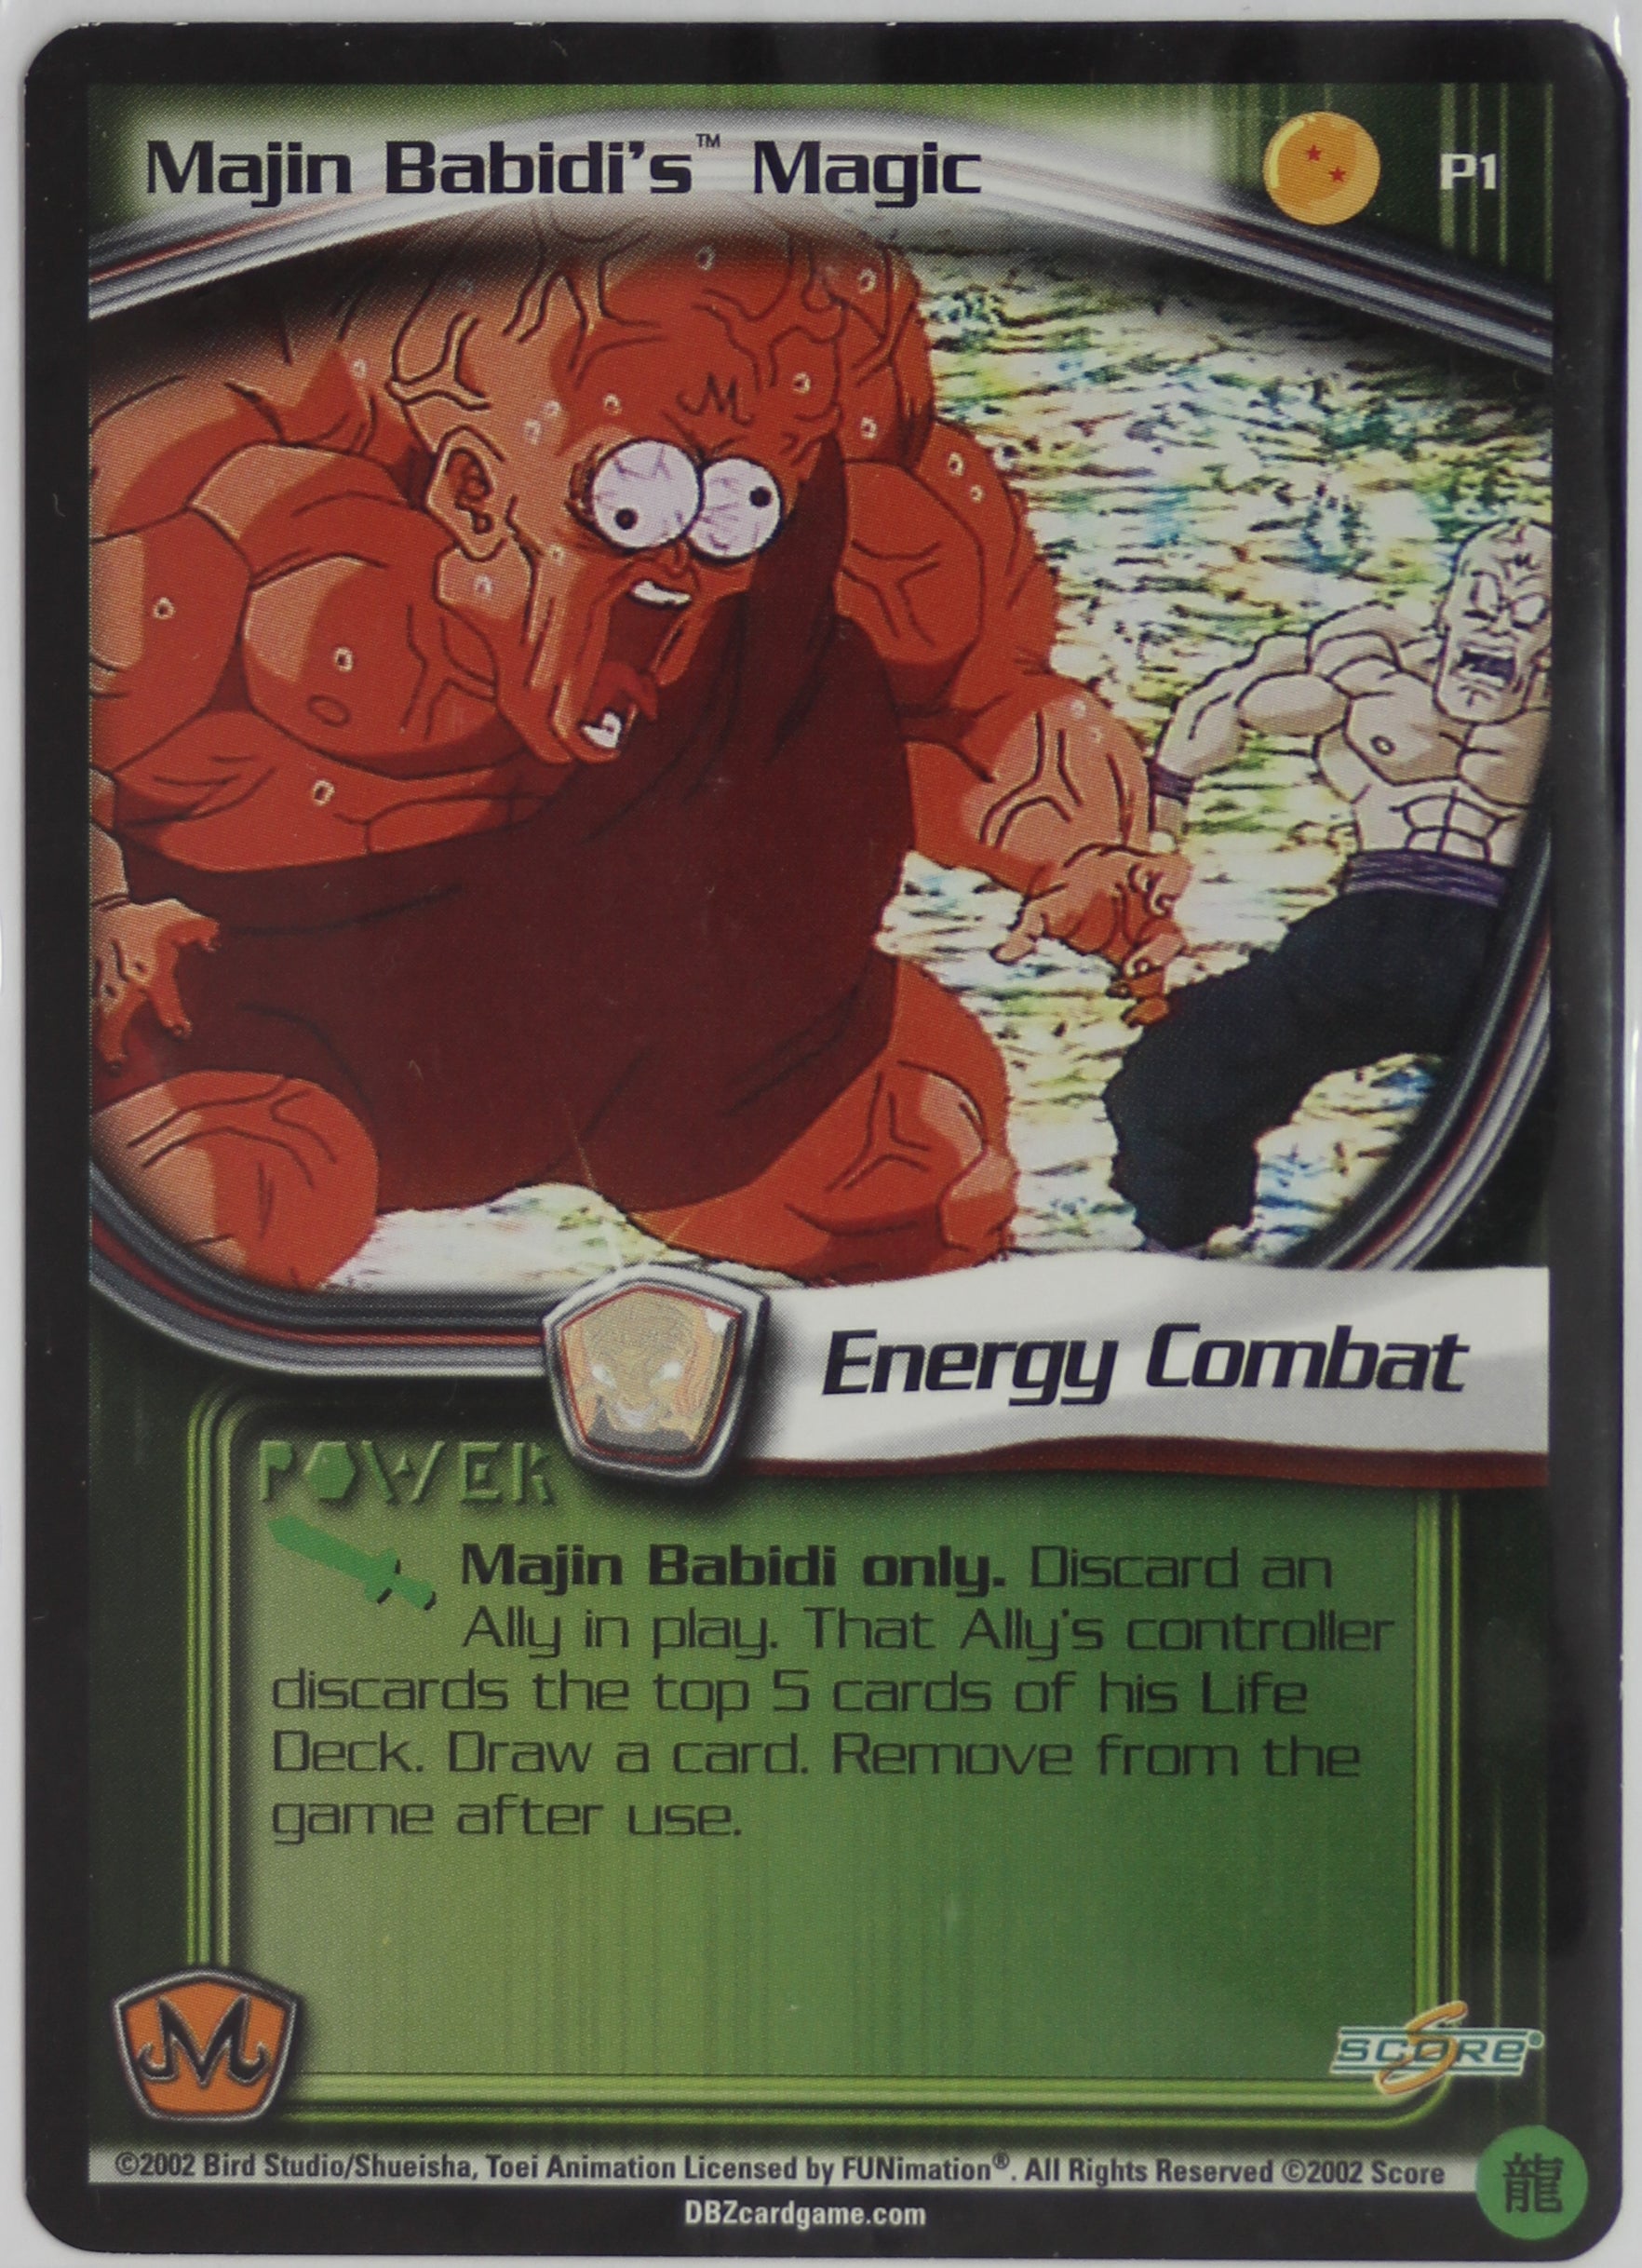 Majin Babidi's™ Magic
P1
M
Energy Combat
POWER
Majin Babidi only. Discard an
Ally in play. That Ally's controller
discards the top 5 cards of his Life
Deck. Draw a card. Remove from the
game after use.
M
SCORE®
©2002 Bird Studio/Shueisha, Toei Animation Licensed by FUNimation®. All Rights Reserved ©2002 Score
龍
DBZcardgame.com